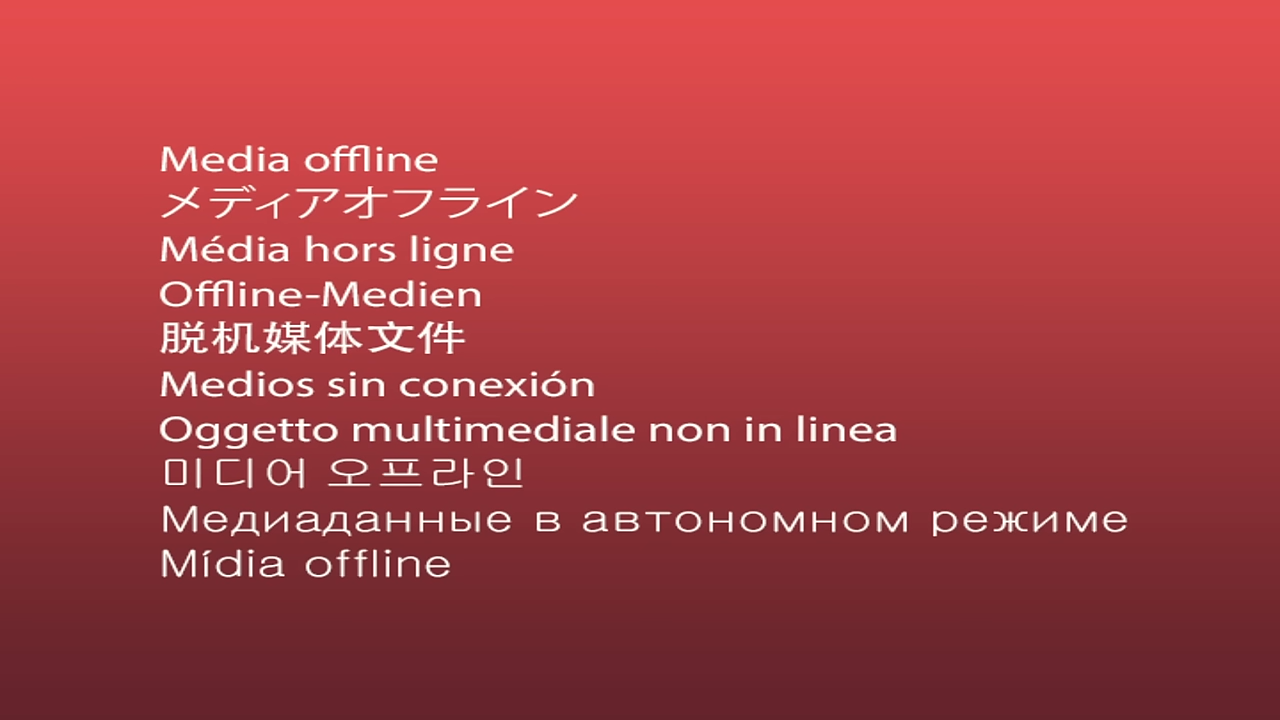 Media offline
メディアオフライン
Média hors ligne
Offline-Medien
脱机媒体文件
Medios sin conexión
Oggetto multimediale non in linea
미디어 오프라인
Медиаданные в автономном режиме
Mídia offline